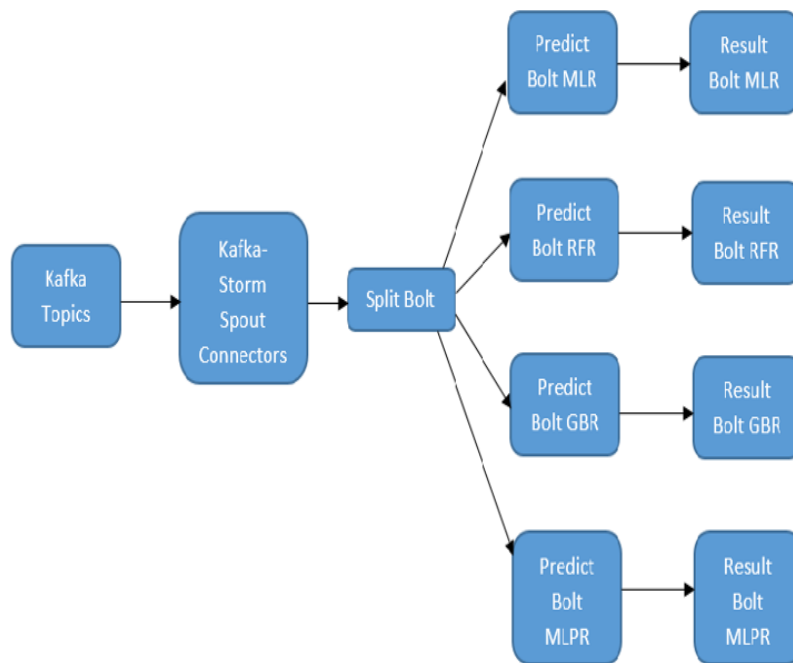 Kafka
Topics
Kafka-
Storm
Spout
Connectors
Split Bolt
Predict
Bolt MLR
Result
Bolt MLR
Predict
Bolt RFR
Result
Bolt RFR
Predict
Bolt GBR
Result
Bolt GBR
Predict
Bolt
MLPR
Result
Bolt
MLPR